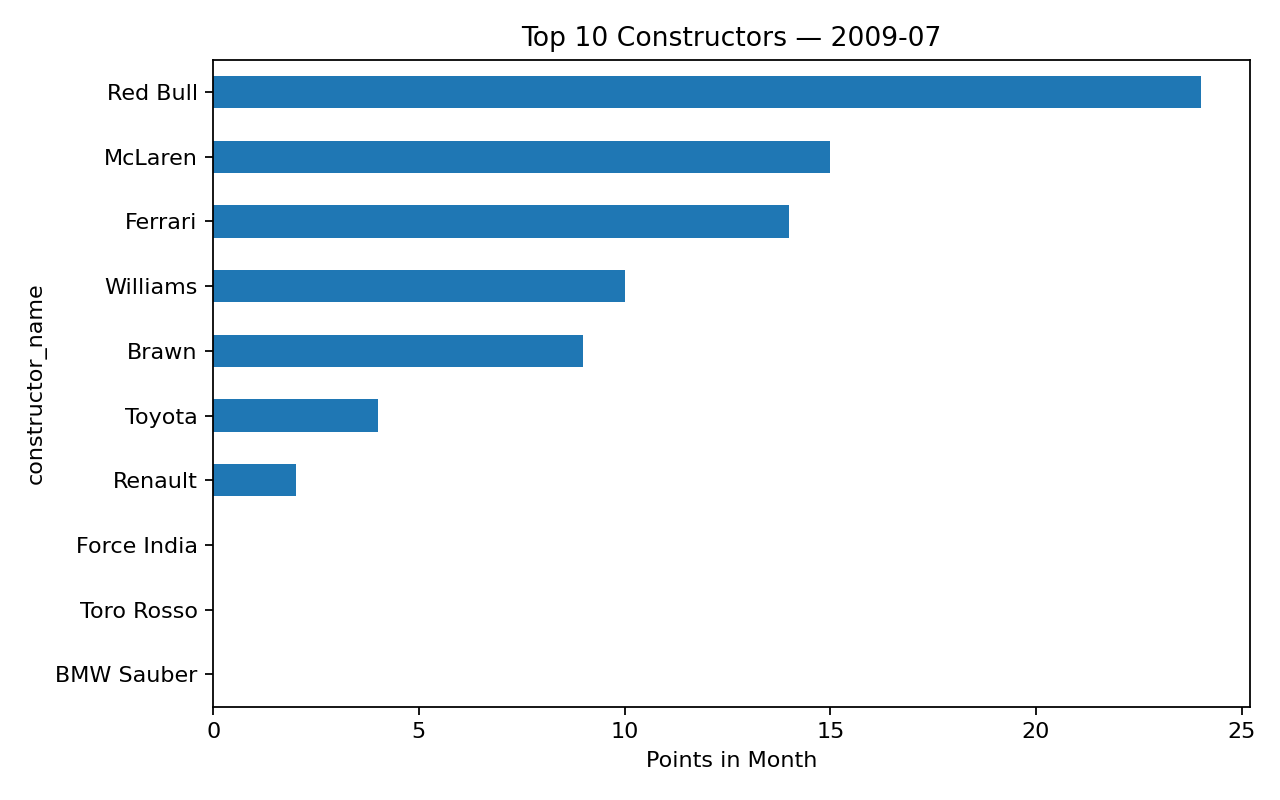 Top 10 Constructors — 2009-07
constructor_name
Red Bull
McLaren
Ferrari
Williams
Brawn
Toyota
Renault
Force India
Toro Rosso
BMW Sauber
0 5 10 15 20 25
Points in Month